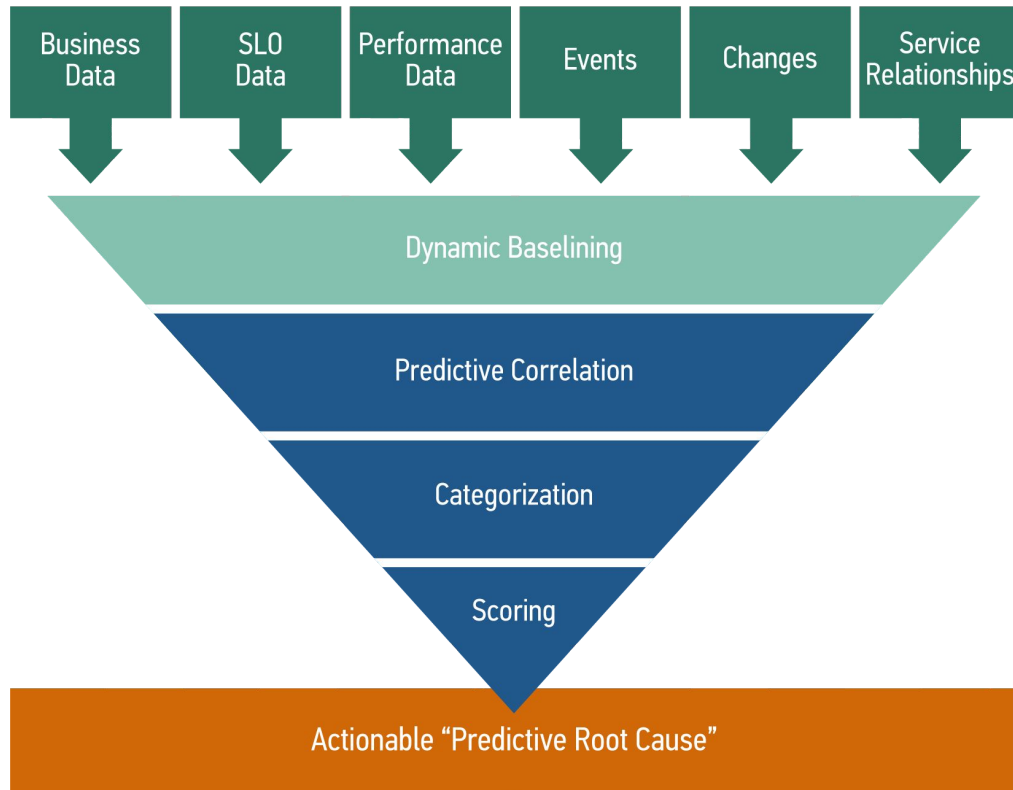 Business
Data
SLO
Data
Performance
Data
Events
Changes
Service
Relationships
Dynamic Baselining
Predictive Correlation
Categorization
Scoring
Actionable “Predictive Root Cause”